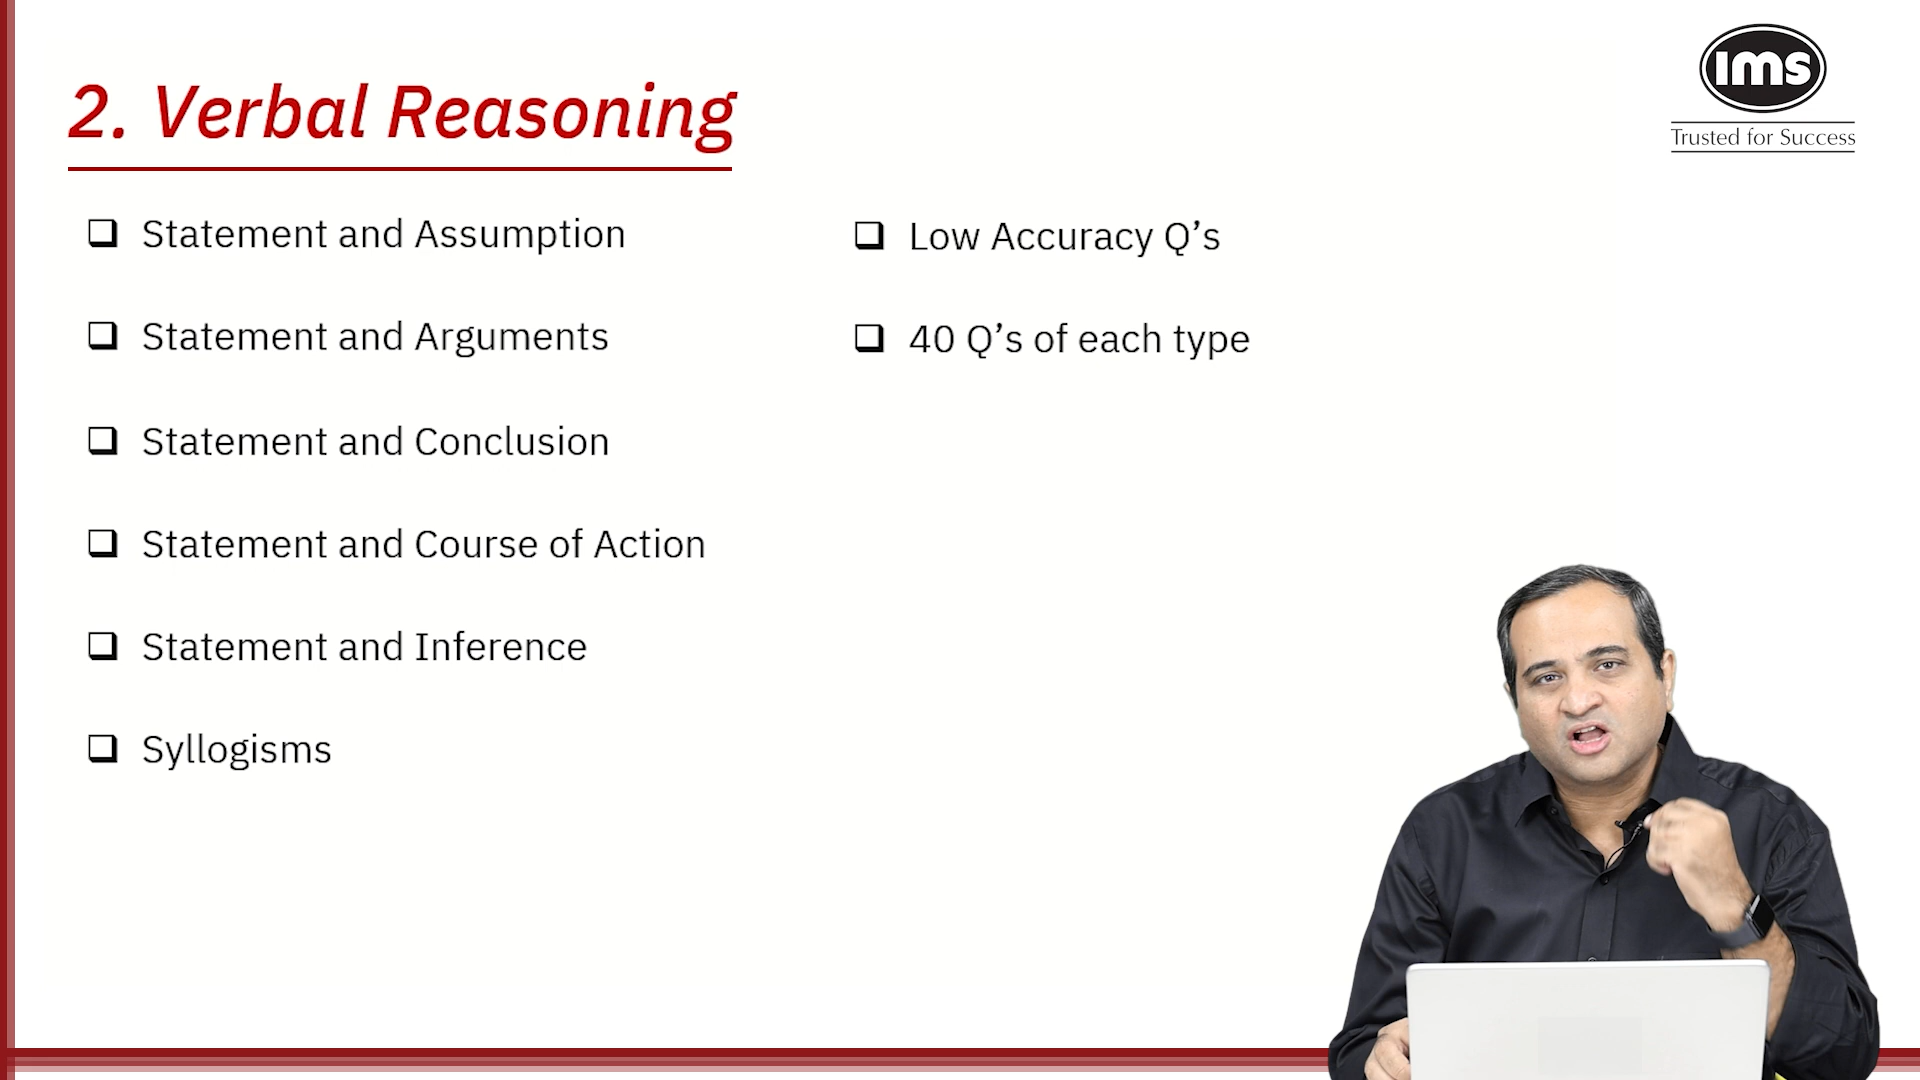 2. Verbal Reasoning
ims
Trusted for Success
Statement and Assumption
Statement and Arguments
Statement and Conclusion
Statement and Course of Action
Statement and Inference
Syllogisms
Low Accuracy Q’s
40 Q’s of each type